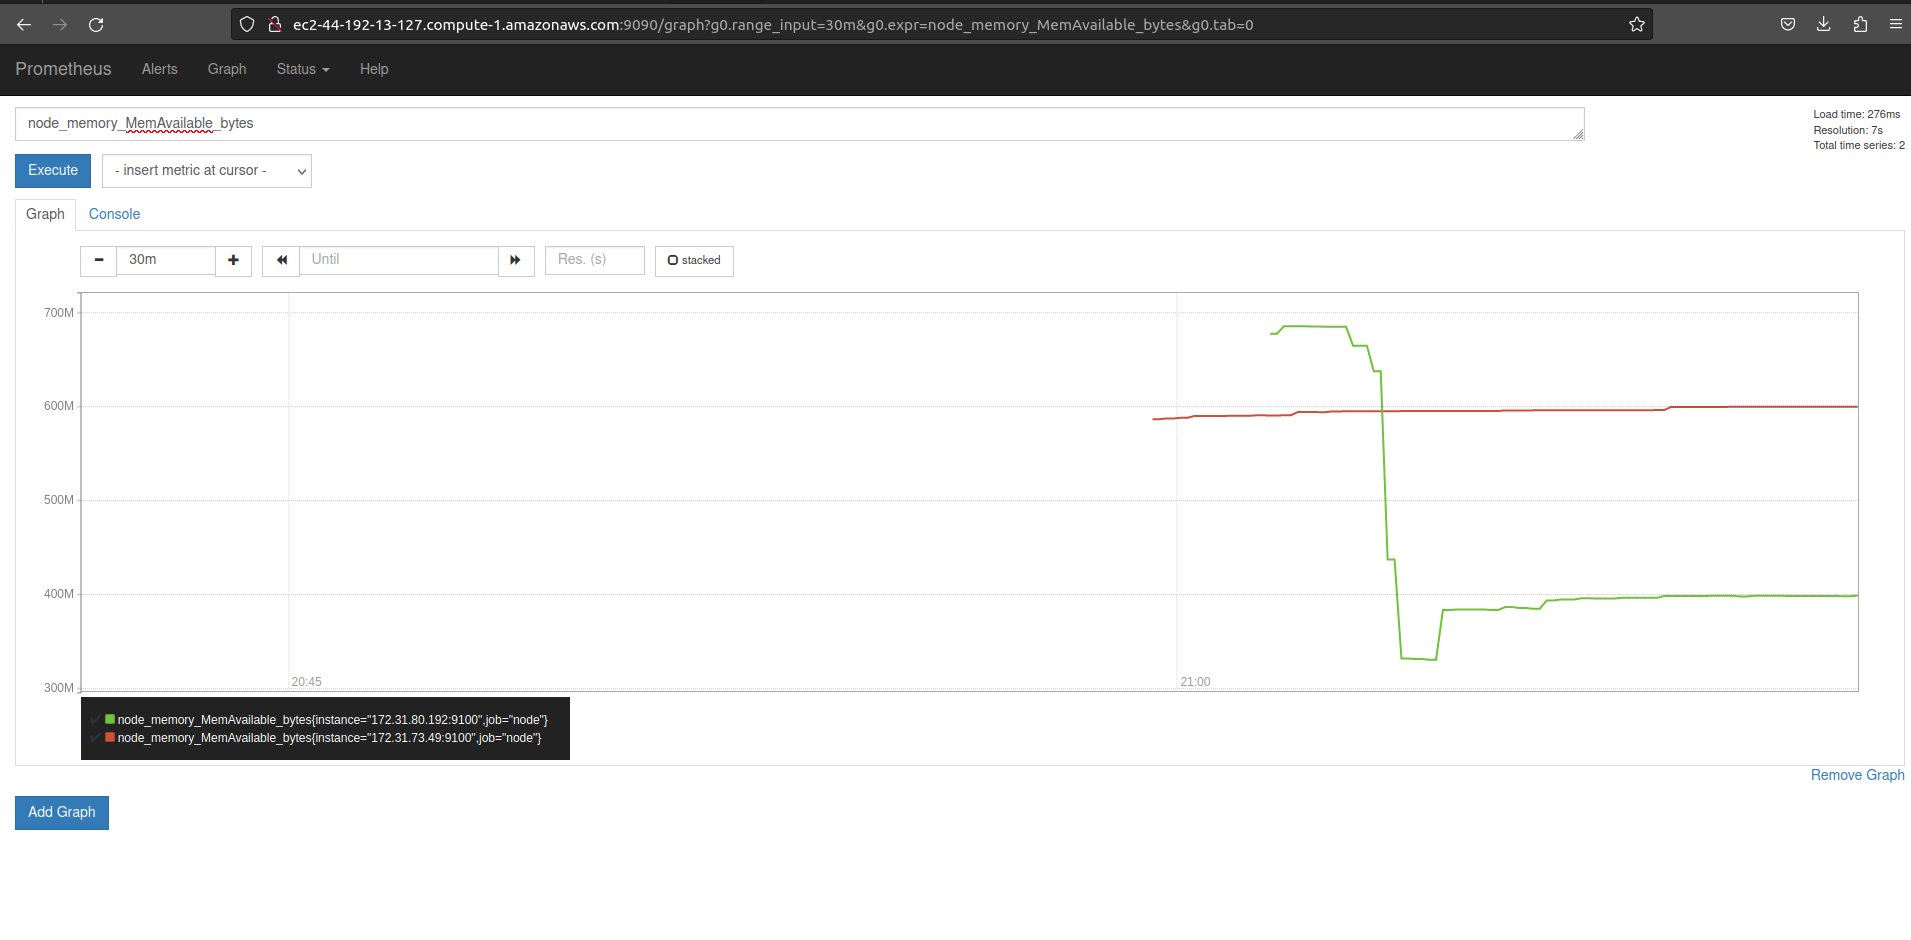 ec2-44-192-13-127.compute-1.amazonaws.com:9090/graph?g0.range_input=30m&g0.expr=node_memory_MemAvailable_bytes&g0.tab=0
Prometheus Alerts Graph Status Help
node_memory_MemAvailable_bytes
Load time: 276ms
Resolution: 7s
Total time series: 2
Execute - insert metric at cursor -
Graph Console
30m Until Res. (s) stacked
700M
600M
500M
400M
300M
20:45 21:00
node_memory_MemAvailable_bytes{instance="172.31.80.192:9100",job="node"}
node_memory_MemAvailable_bytes{instance="172.31.73.49:9100",job="node"}
Remove Graph
Add Graph